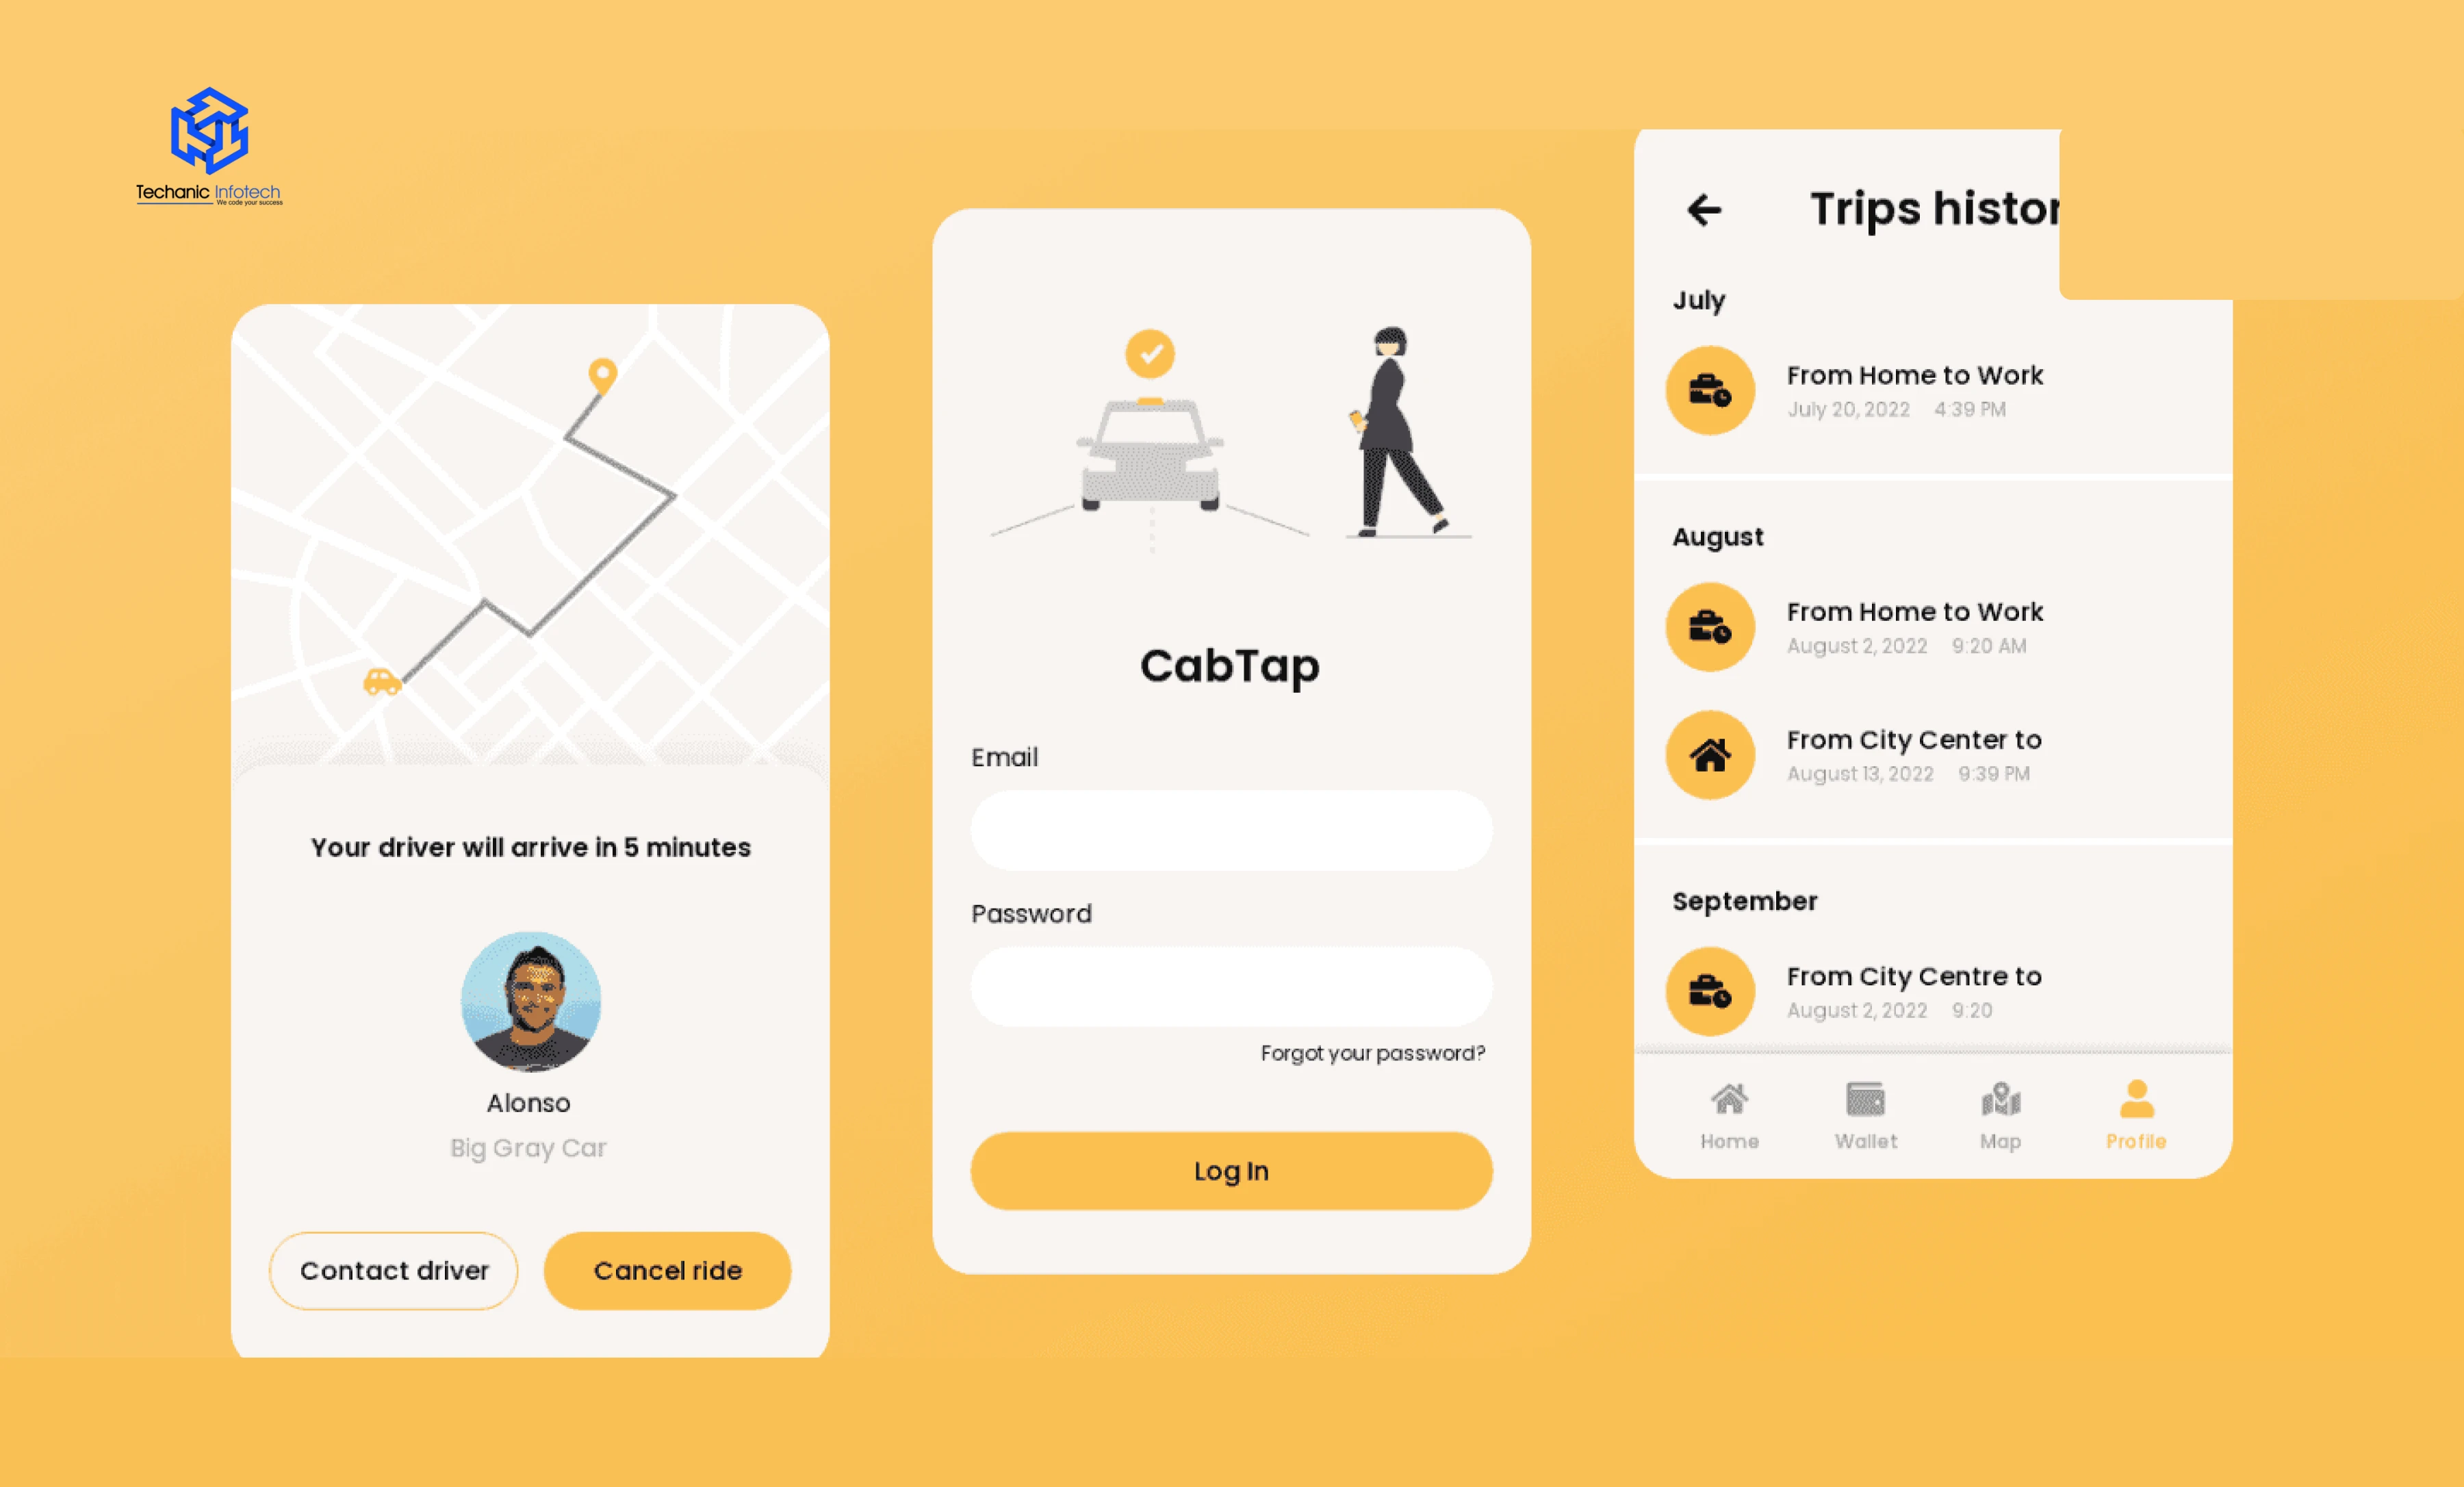 Techanic Infotech
We code your success
Your driver will arrive in 5 minutes
Alonso
Big Gray Car
Contact driver
Cancel ride
CabTap
Email
Password
Forgot your password?
Log In
Trips histor
July
From Home to Work
July 20, 2022 4:39 PM
August
From Home to Work
August 2, 2022 9:20 AM
From City Center to
August 13, 2022 9:39 PM
September
From City Centre to
August 2, 2022 9:20
Home
Wallet
Map
Profile